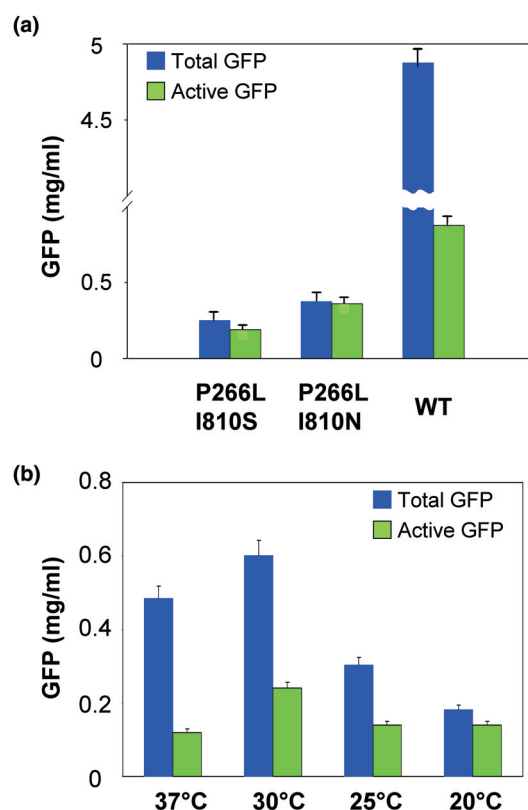 (a)
Total GFP
Active GFP
GFP (mg/ml)
5
4.5
0.5
0
P266L P266L WT
I810S I810N
(b)
Total GFP
Active GFP
GFP (mg/ml)
0.8
0.6
0.4
0.2
0
37°C 30°C 25°C 20°C